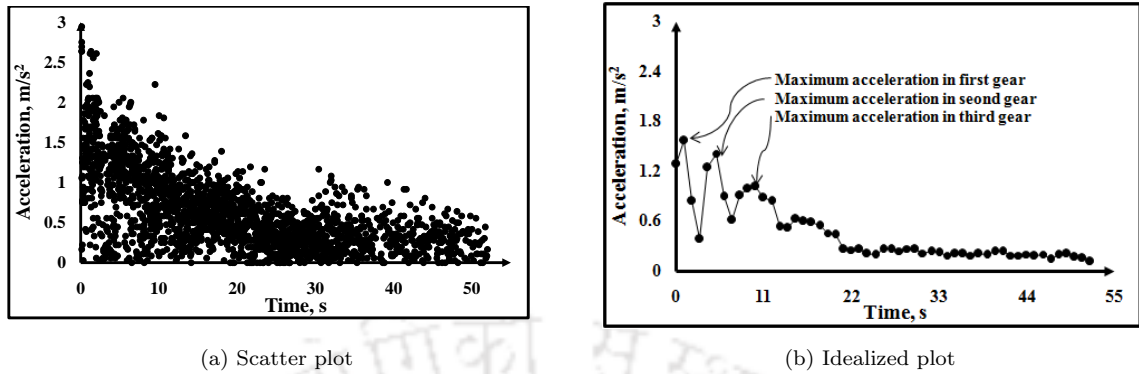 3
2.5
2
1.5
1
0.5
0
Acceleration, m/s²
0 10 20 30 40 50
Time, s
(a) Scatter plot
3
2.4
1.8
1.2
0.6
0
Acceleration, m/s²
Maximum acceleration in first gear
Maximum acceleration in seond gear
Maximum acceleration in third gear
0 11 22 33 44 55
Time, s
(b) Idealized plot